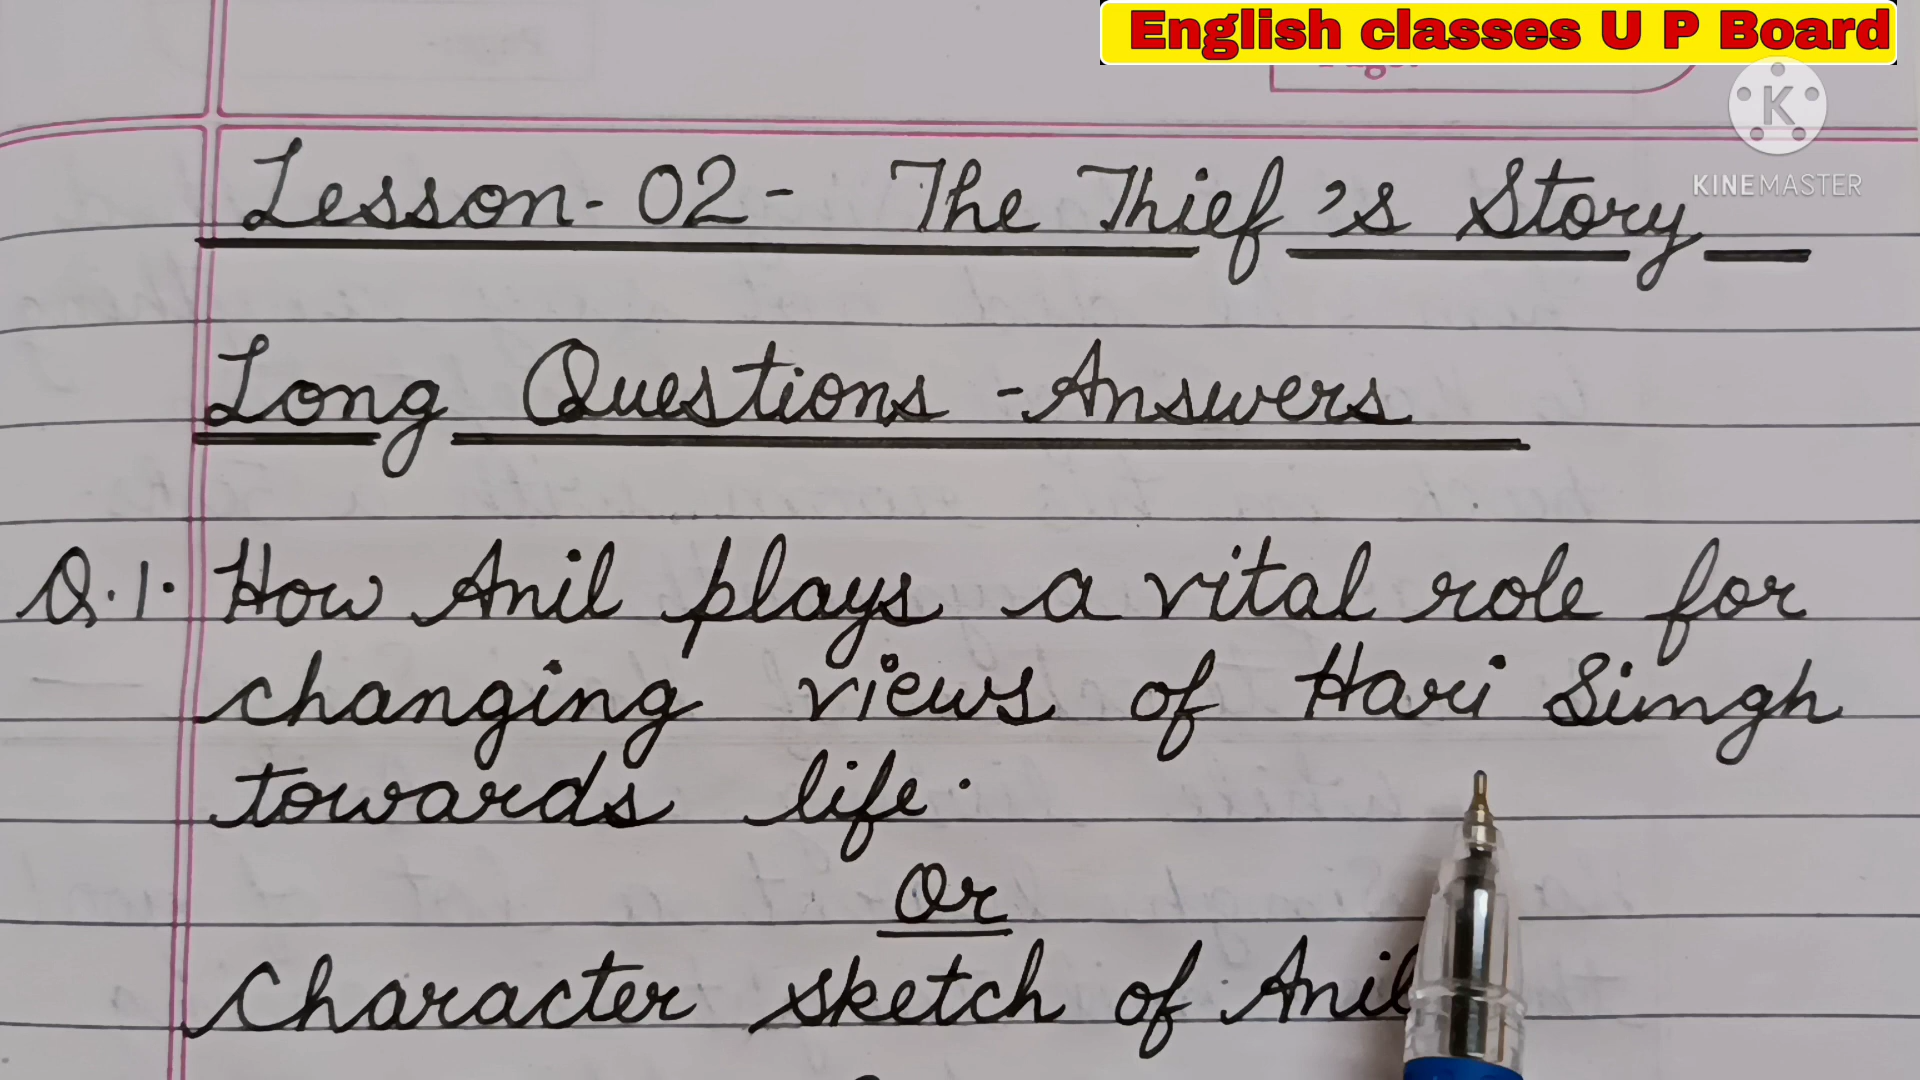 English classes U P Board
KINEMASTER
Lesson-02- The Thief's Story
Long Questions -Answers
Q.1. How Anil plays a vital role for
changing views of Hari Singh
towards life.
Or
Character sketch of Anil